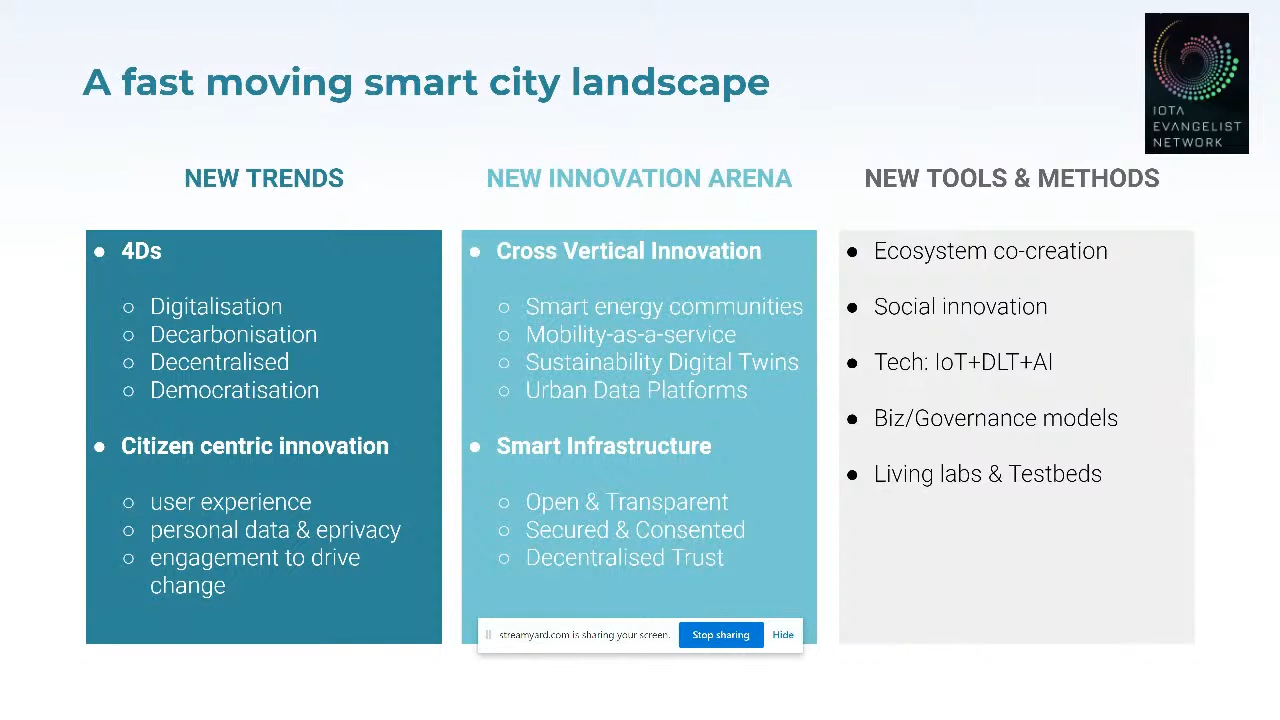 A fast moving smart city landscape
IOTA
EVANGELIST
NETWORK
NEW TRENDS
● 4Ds
○ Digitalisation
○ Decarbonisation
○ Decentralised
○ Democratisation
● Citizen centric innovation
○ user experience
○ personal data & eprivacy
○ engagement to drive
change
NEW INNOVATION ARENA
● Cross Vertical Innovation
○ Smart energy communities
○ Mobility-as-a-service
○ Sustainability Digital Twins
○ Urban Data Platforms
● Smart Infrastructure
○ Open & Transparent
○ Secured & Consented
○ Decentralised Trust
NEW TOOLS & METHODS
● Ecosystem co-creation
● Social innovation
● Tech: IoT+DLT+AI
● Biz/Governance models
● Living labs & Testbeds
streamyard.com is sharing your screen. Stop sharing Hide